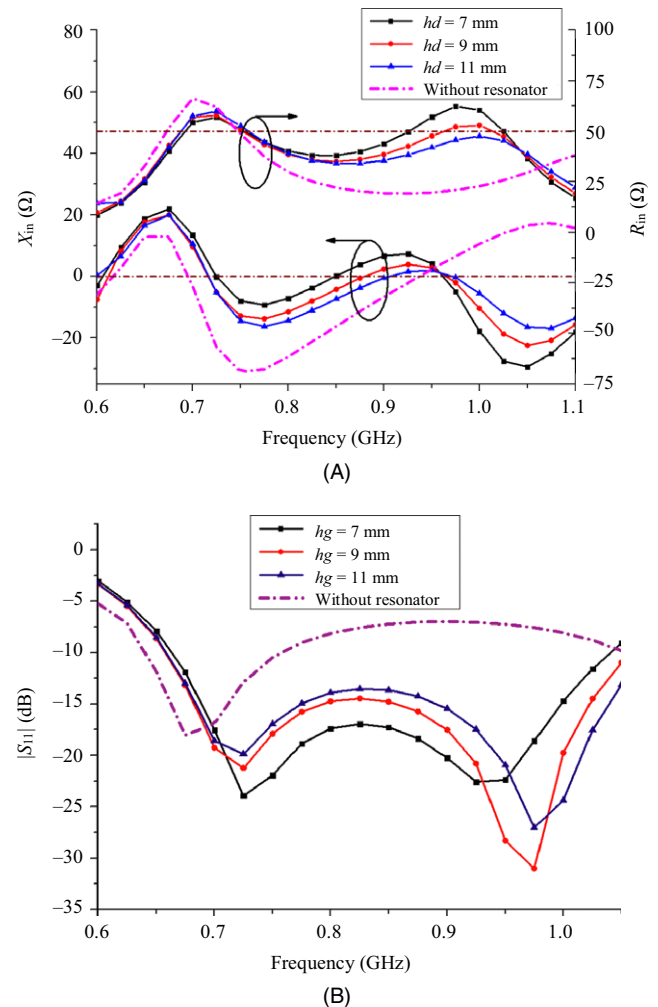 hd = 7 mm
hd = 9 mm
hd = 11 mm
Without resonator
80
60
40
20
0
−20
X_in (Ω)
100
75
50
25
0
−25
−50
−75
R_in (Ω)
0.6 0.7 0.8 0.9 1.0 1.1
Frequency (GHz)
(A)
hg = 7 mm
hg = 9 mm
hg = 11 mm
Without resonator
0
−5
−10
−15
−20
−25
−30
−35
|S_11| (dB)
0.6 0.7 0.8 0.9 1.0
Frequency (GHz)
(B)